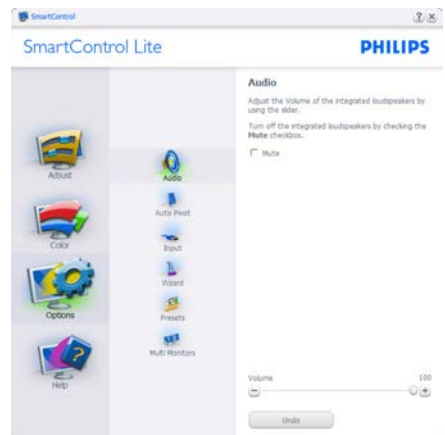 SmartControl
SmartControl Lite
PHILIPS
Adjust
Color
Options
Help
Audio
Auto Pivot
Input
Wizard
Presets
Multi Monitors
Audio
Adjust the Volume of the integrated loudspeakers by
using the slider.
Turn off the integrated loudspeakers by checking the
Mute checkbox.
Mute
Volume 100
Undo